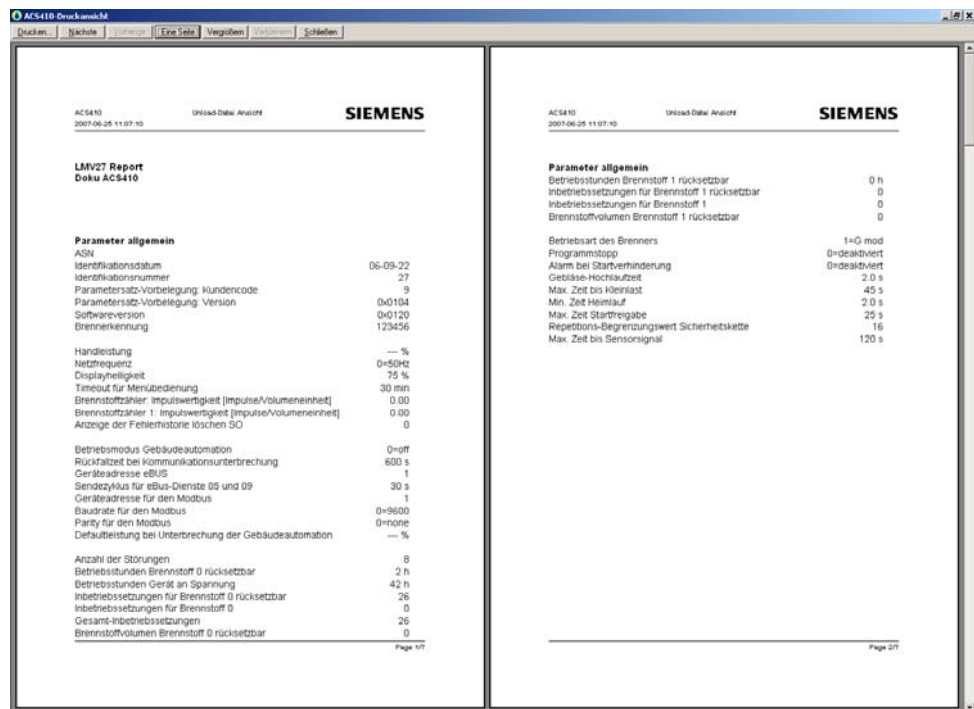 ACS410-Druckansicht
Drucken... Nächste Vorherige Eine Seite Vergrößern Verkleinern Schließen
ACS410 Unload-Datei Ansicht SIEMENS
2007-06-25 11:07:10
LMV27 Report
Doku ACS410
Parameter allgemein
ASN
Identifikationsdatum 06-09-22
Identifikationsnummer 27
Parametersatz-Vorbelegung: Kundencode 9
Parametersatz-Vorbelegung: Version 0x0104
Softwareversion 0x0120
Brennerkennung 123456
Handleistung --- %
Netzfrequenz 0=50Hz
Displayhelligkeit 75 %
Timeout für Menübedienung 30 min
Brennstoffzähler: Impulswertigkeit [Impulse/Volumeneinheit] 0.00
Brennstoffzähler 1: Impulswertigkeit [Impulse/Volumeneinheit] 0.00
Anzeige der Fehlerhistorie löschen SO 0
Betriebsmodus Gebäudeautomation 0=off
Rückfallzeit bei Kommunikationsunterbrechung 600 s
Geräteadresse eBUS 1
Sendezyklus für eBus-Dienste 05 und 09 30 s
Geräteadresse für den Modbus 1
Baudrate für den Modbus 0=9600
Parity für den Modbus 0=none
Defaultleistung bei Unterbrechung der Gebäudeautomation --- %
Anzahl der Störungen 8
Betriebsstunden Brennstoff 0 rücksetzbar 2 h
Betriebsstunden Gerät an Spannung 42 h
Inbetriebssetzungen für Brennstoff 0 rücksetzbar 26
Inbetriebssetzungen für Brennstoff 0 0
Gesamt-Inbetriebssetzungen 26
Brennstoffvolumen Brennstoff 0 rücksetzbar 0
Page 1/7
ACS410 Unload-Datei Ansicht SIEMENS
2007-06-25 11:07:10
Parameter allgemein
Betriebsstunden Brennstoff 1 rücksetzbar 0 h
Inbetriebssetzungen für Brennstoff 1 rücksetzbar 0
Inbetriebssetzungen für Brennstoff 1 0
Brennstoffvolumen Brennstoff 1 rücksetzbar 0
Betriebsart des Brenners 1=G mod
Programmstopp 0=deaktiviert
Alarm bei Startverhinderung 0=deaktiviert
Gebläse-Hochlaufzeit 2.0 s
Max. Zeit bis Kleinlast 45 s
Min. Zeit Heimlauf 2.0 s
Max. Zeit Startfreigabe 25 s
Repetitions-Begrenzungswert Sicherheitskette 16
Max. Zeit bis Sensorsignal 120 s
Page 2/7